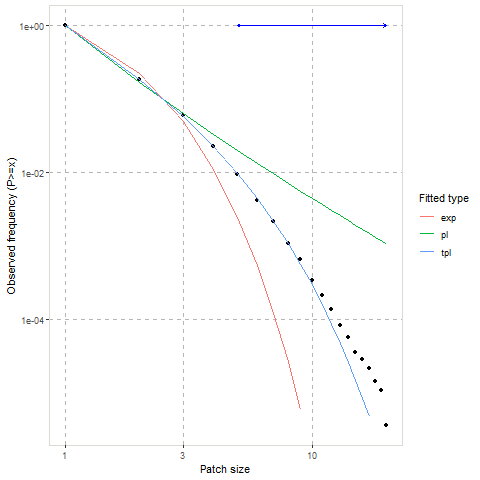 1e+00
1e-02
1e-04
Observed frequency (P>=x)
1
3
10
Patch size
Fitted type
exp
pl
tpl